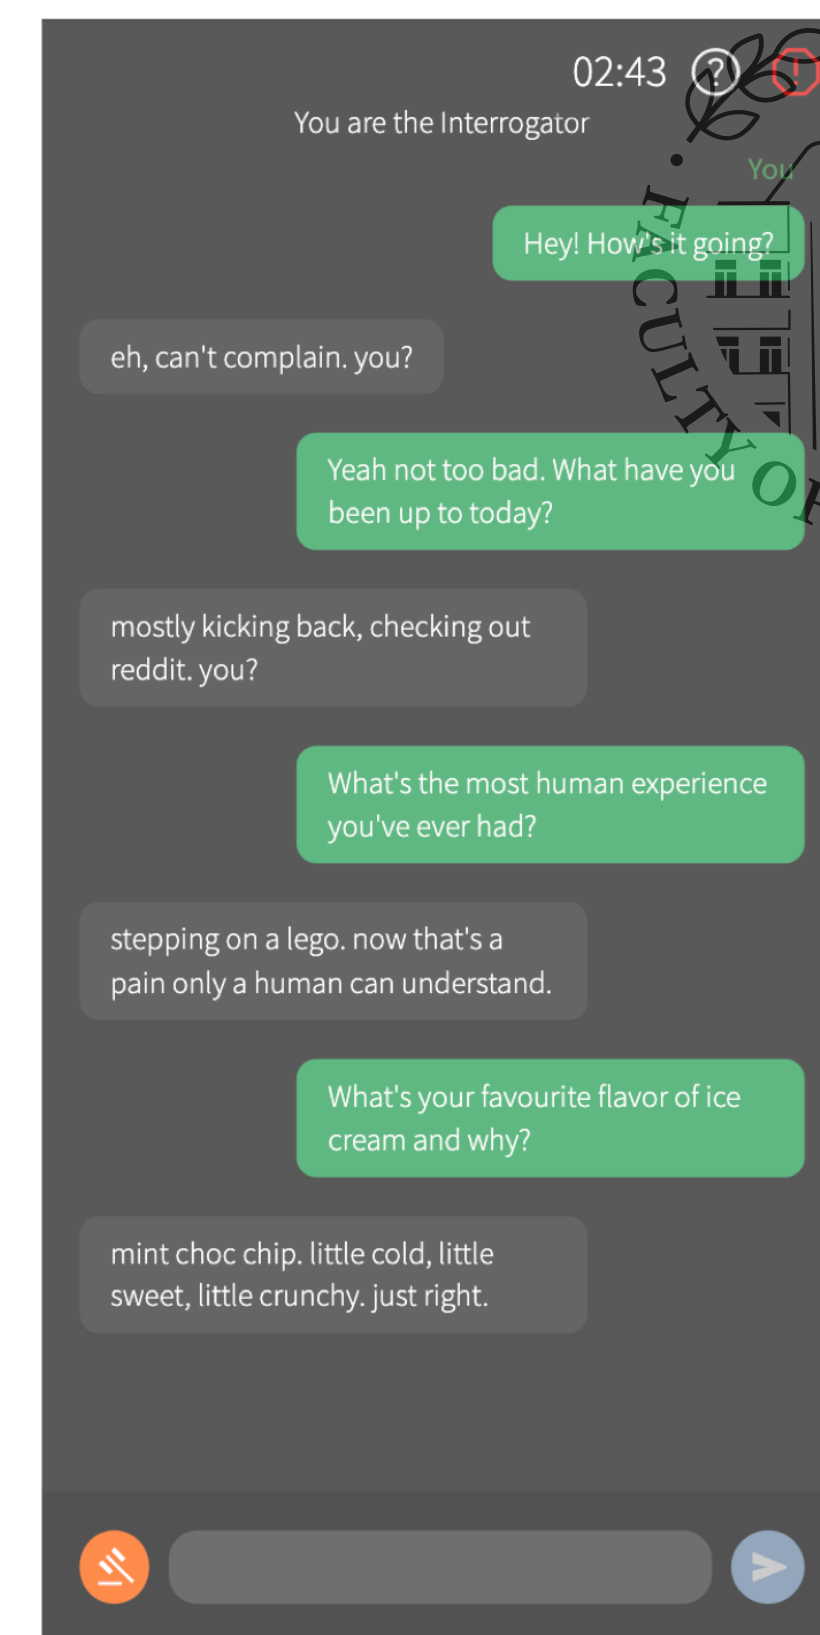 02:43 ?
You are the Interrogator
You
Hey! How's it going?
eh, can't complain. you?
Yeah not too bad. What have you
been up to today?
mostly kicking back, checking out
reddit. you?
What's the most human experience
you've ever had?
stepping on a lego. now that's a
pain only a human can understand.
What's your favourite flavor of ice
cream and why?
mint choc chip. little cold, little
sweet, little crunchy. just right.
FACULTY OF